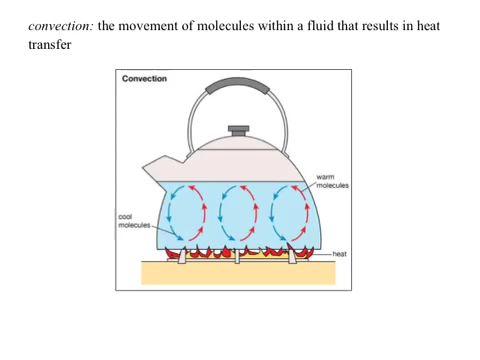 convection: the movement of molecules within a fluid that results in heat
transfer
Convection
warm
molecules
cool
molecules
heat